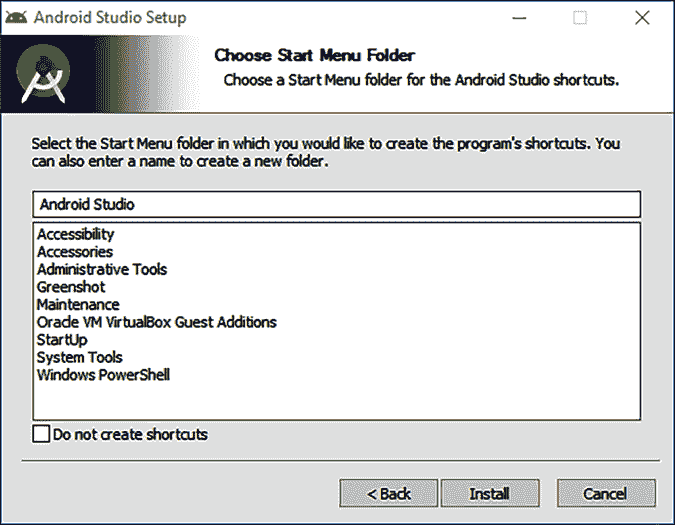 Android Studio Setup
Choose Start Menu Folder
Choose a Start Menu folder for the Android Studio shortcuts.
Select the Start Menu folder in which you would like to create the program's shortcuts. You
can also enter a name to create a new folder.
Android Studio
Accessibility
Accessories
Administrative Tools
Greenshot
Maintenance
Oracle VM VirtualBox Guest Additions
StartUp
System Tools
Windows PowerShell
Do not create shortcuts
< Back
Install
Cancel